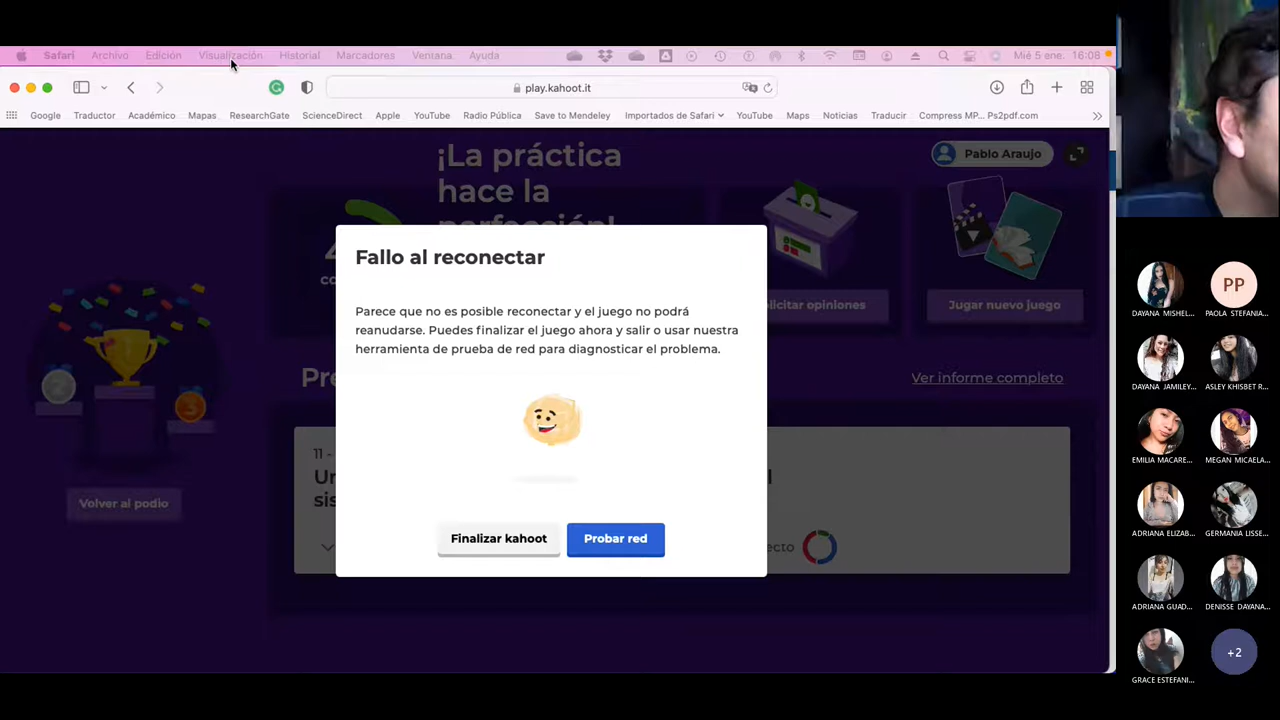 Safari Archivo Edición Visualización Historial Marcadores Ventana Ayuda Mié 5 ene. 16:08
play.kahoot.it
Google Traductor Académico Mapas ResearchGate ScienceDirect Apple YouTube Radio Pública Save to Mendeley Importados de Safari YouTube Maps Noticias Traducir Compress MP... Ps2pdf.com
¡La práctica
hace la
perfección!
Pablo Araujo
Fallo al reconectar
Parece que no es posible reconectar y el juego no podrá
reanudarse. Puedes finalizar el juego ahora y salir o usar nuestra
herramienta de prueba de red para diagnosticar el problema.
Finalizar kahoot
Probar red
Jugar nuevo juego
opiniones
Ver informe completo
Volver al podio
11 -
PP
DAYANA MISHEL...
PAOLA STEFANIA...
DAYANA JAMILEY...
ASLEY KHISBET R...
EMILIA MACARE...
MEGAN MICAELA...
ADRIANA ELIZAB...
GERMANIA LISSE...
ADRIANA GUAD...
DENISSE DAYANA...
+2
GRACE ESTEFANI...